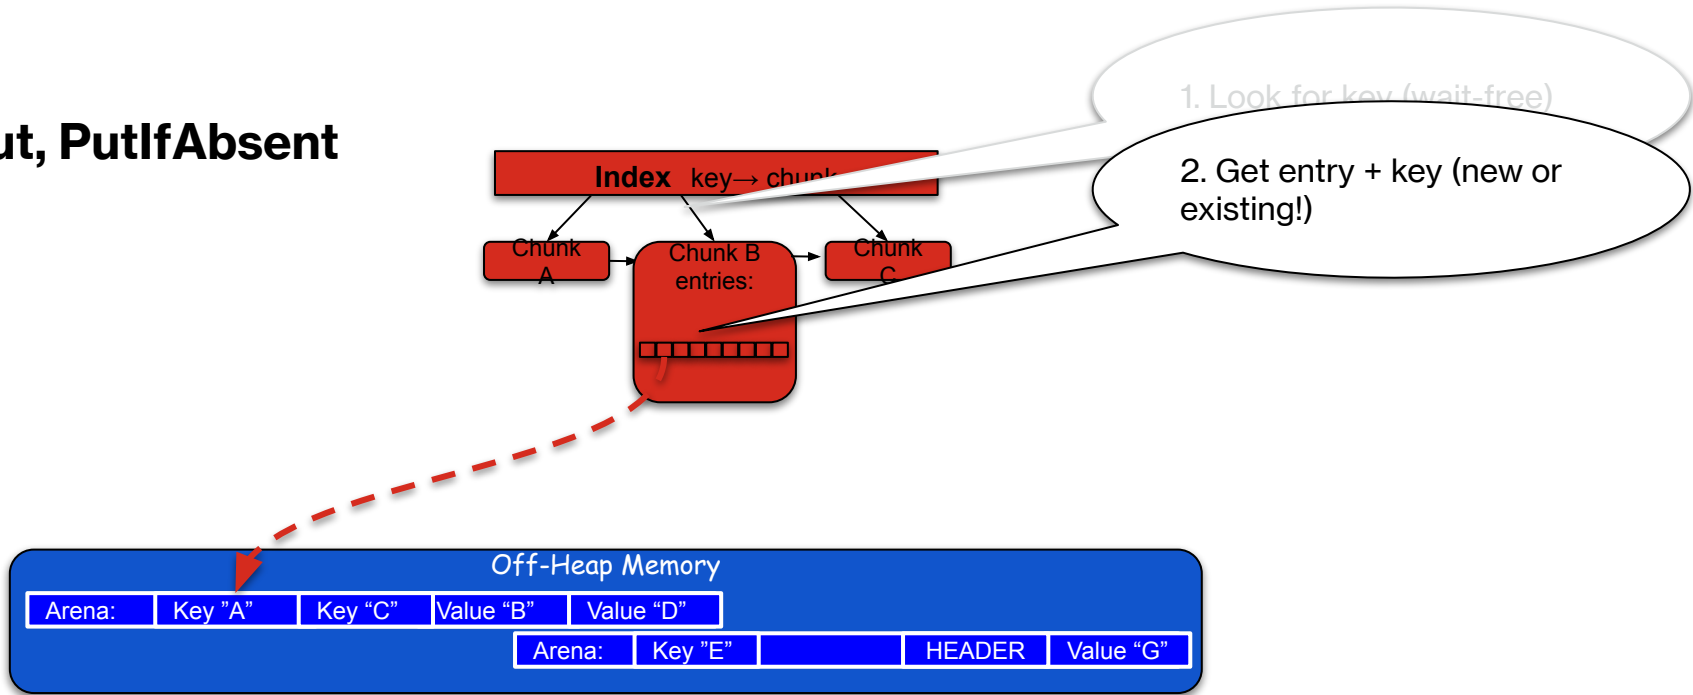 1. Look for key (wait-free)
ut, PutIfAbsent
2. Get entry + key (new or
existing!)
Index key→ chunk
Chunk
A
Chunk B
entries:
Chunk
C
Off-Heap Memory
Arena: Key ”A” Key “C” Value “B” Value “D”
Arena: Key ”E” HEADER Value “G”